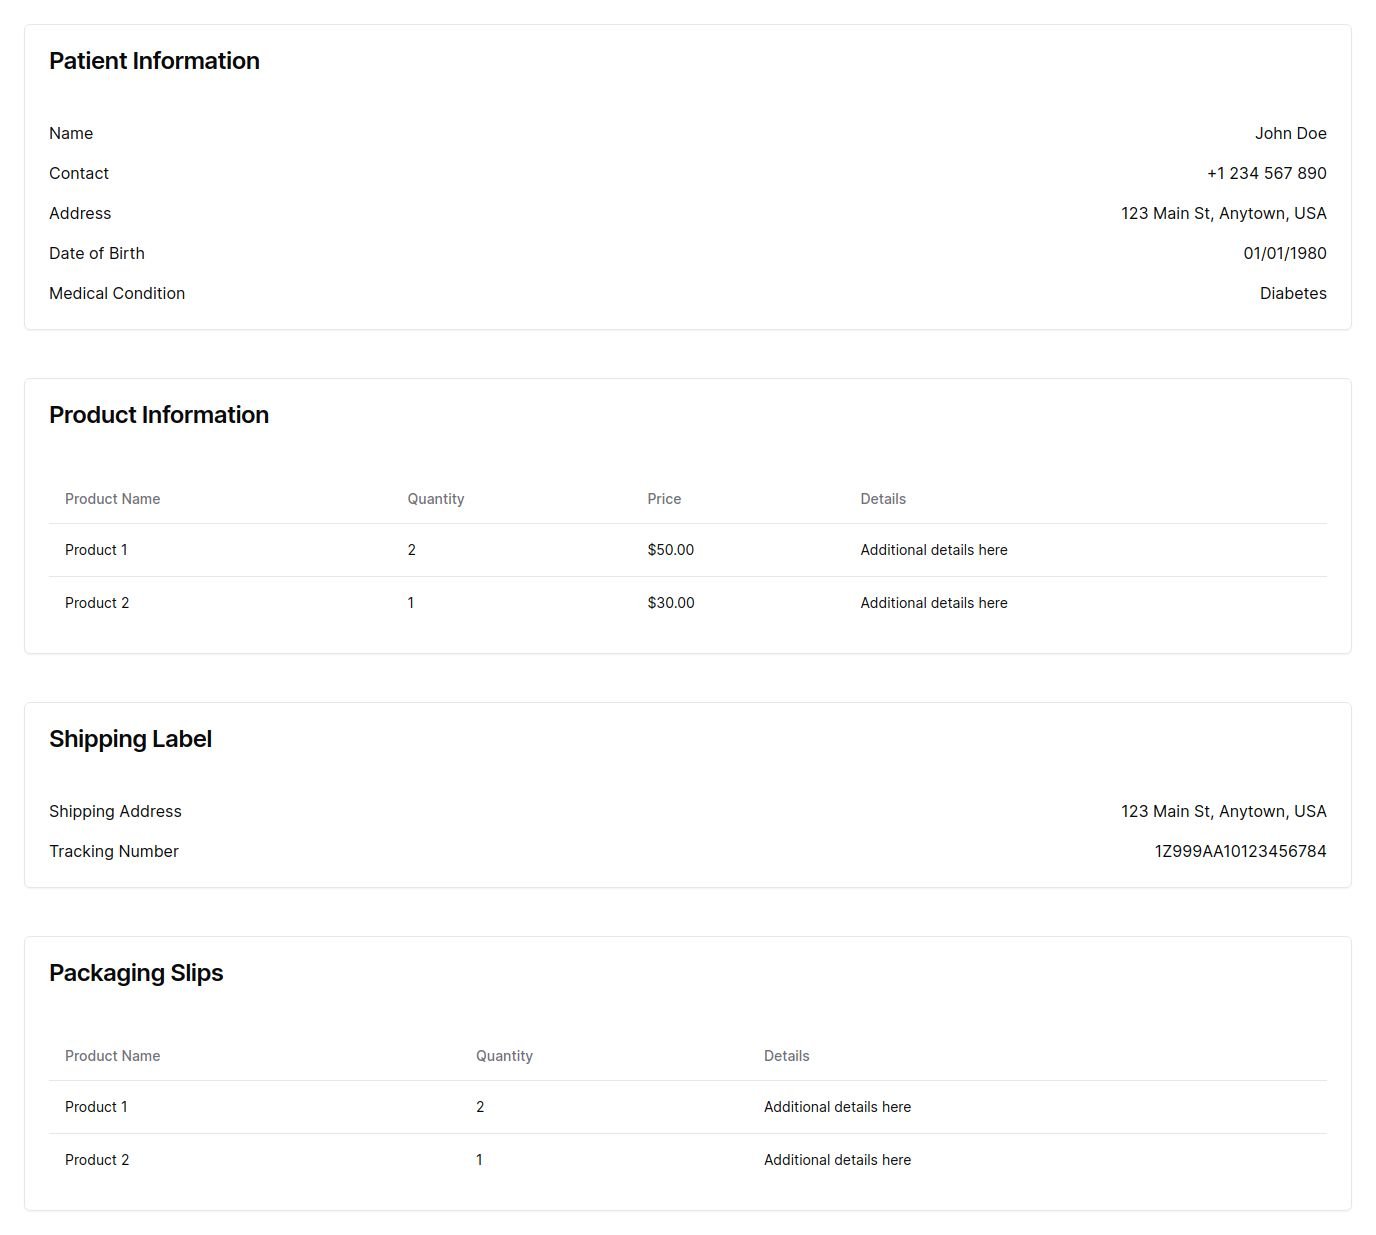 Patient Information
Name John Doe
Contact +1 234 567 890
Address 123 Main St, Anytown, USA
Date of Birth 01/01/1980
Medical Condition Diabetes
Product Information
Product Name Quantity Price Details
Product 1 2 $50.00 Additional details here
Product 2 1 $30.00 Additional details here
Shipping Label
Shipping Address 123 Main St, Anytown, USA
Tracking Number 1Z999AA10123456784
Packaging Slips
Product Name Quantity Details
Product 1 2 Additional details here
Product 2 1 Additional details here